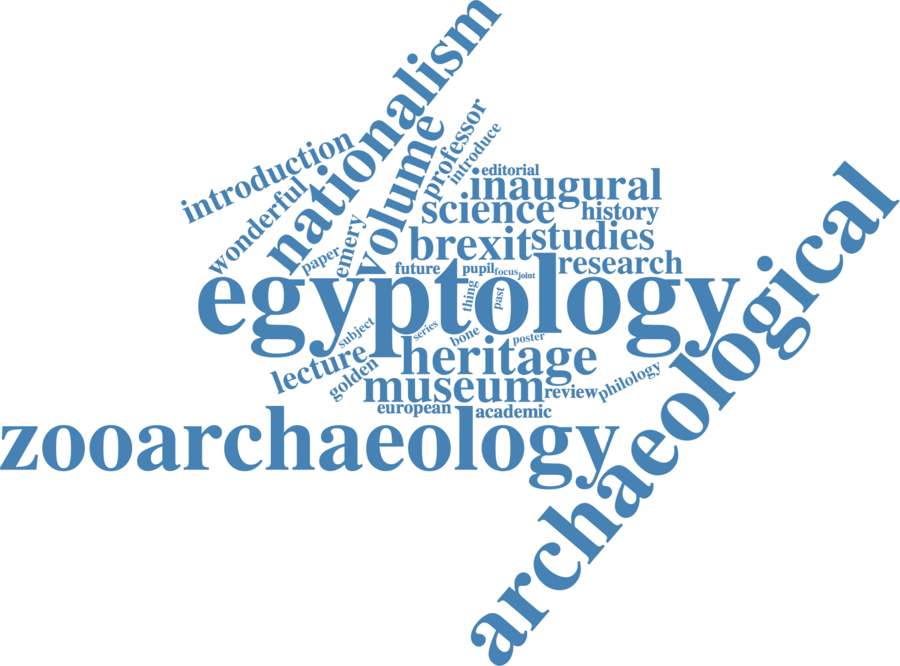 nationalism
introduction
wonderful
volume
professor
introduce
editorial
inaugural
science
history
emery
paper
brexit
studies
future
pupil
focus
joint
research
egyptology
thing
past
archaeological
subject
series
bone
poster
lecture
golden
heritage
museum
review
philology
european
academic
zooarchaeology